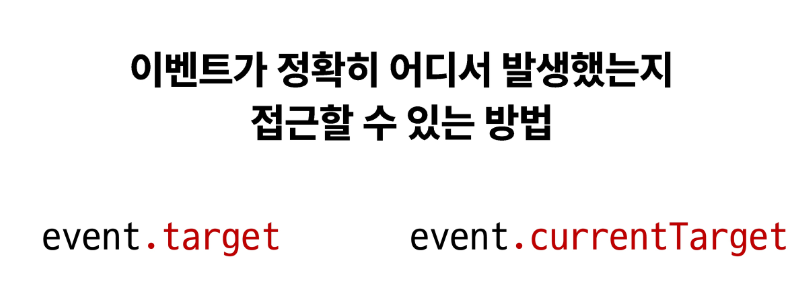 이벤트가 정확히 어디서 발생했는지
접근할 수 있는 방법
event.target
event.currentTarget